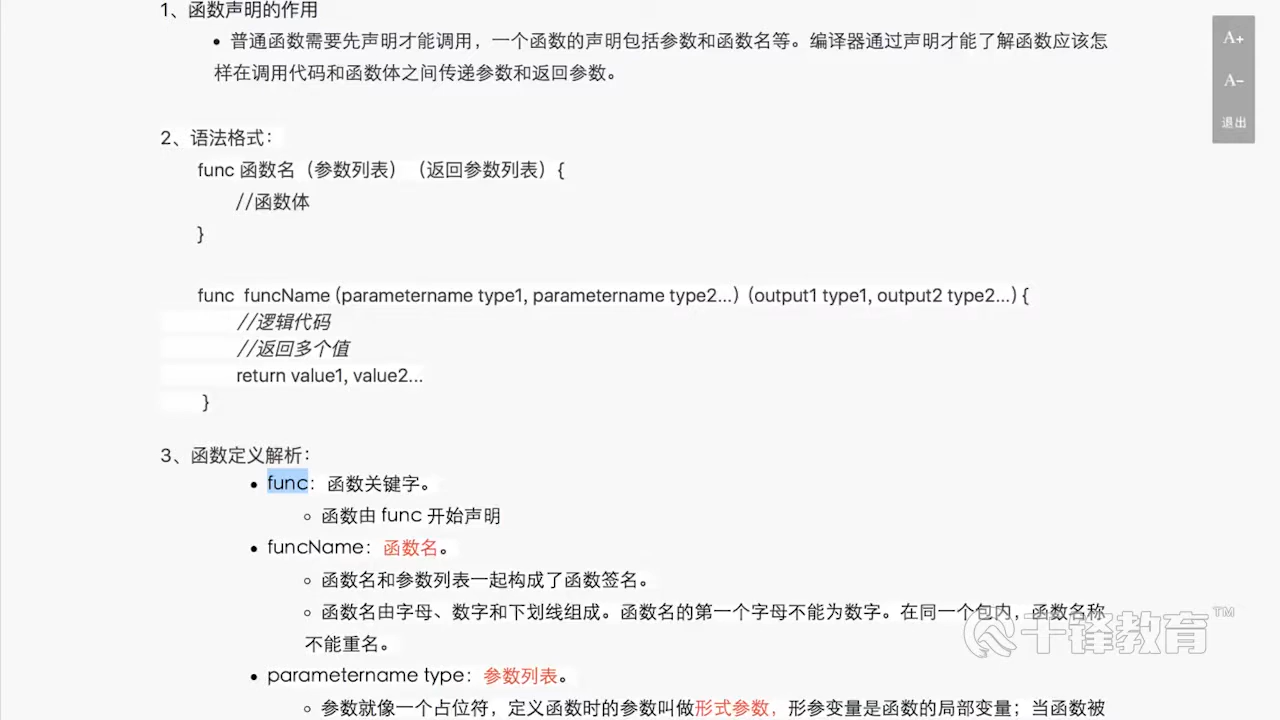 1、函数声明的作用
• 普通函数需要先声明才能调用，一个函数的声明包括参数和函数名等。编译器通过声明才能了解函数应该怎
样在调用代码和函数体之间传递参数和返回参数。
2、语法格式：
func 函数名（参数列表）（返回参数列表）{
//函数体
}
func funcName (parametername type1, parametername type2...) (output1 type1, output2 type2...) {
//逻辑代码
//返回多个值
return value1, value2...
}
3、函数定义解析：
• func：函数关键字。
◦ 函数由 func 开始声明
• funcName：函数名。
◦ 函数名和参数列表一起构成了函数签名。
◦ 函数名由字母、数字和下划线组成。函数名的第一个字母不能为数字。在同一个包内，函数名称
不能重名。
• parametername type：参数列表。
◦ 参数就像一个占位符，定义函数时的参数叫做形式参数，形参变量是函数的局部变量；当函数被
A+
A-
退出
千锋教育™